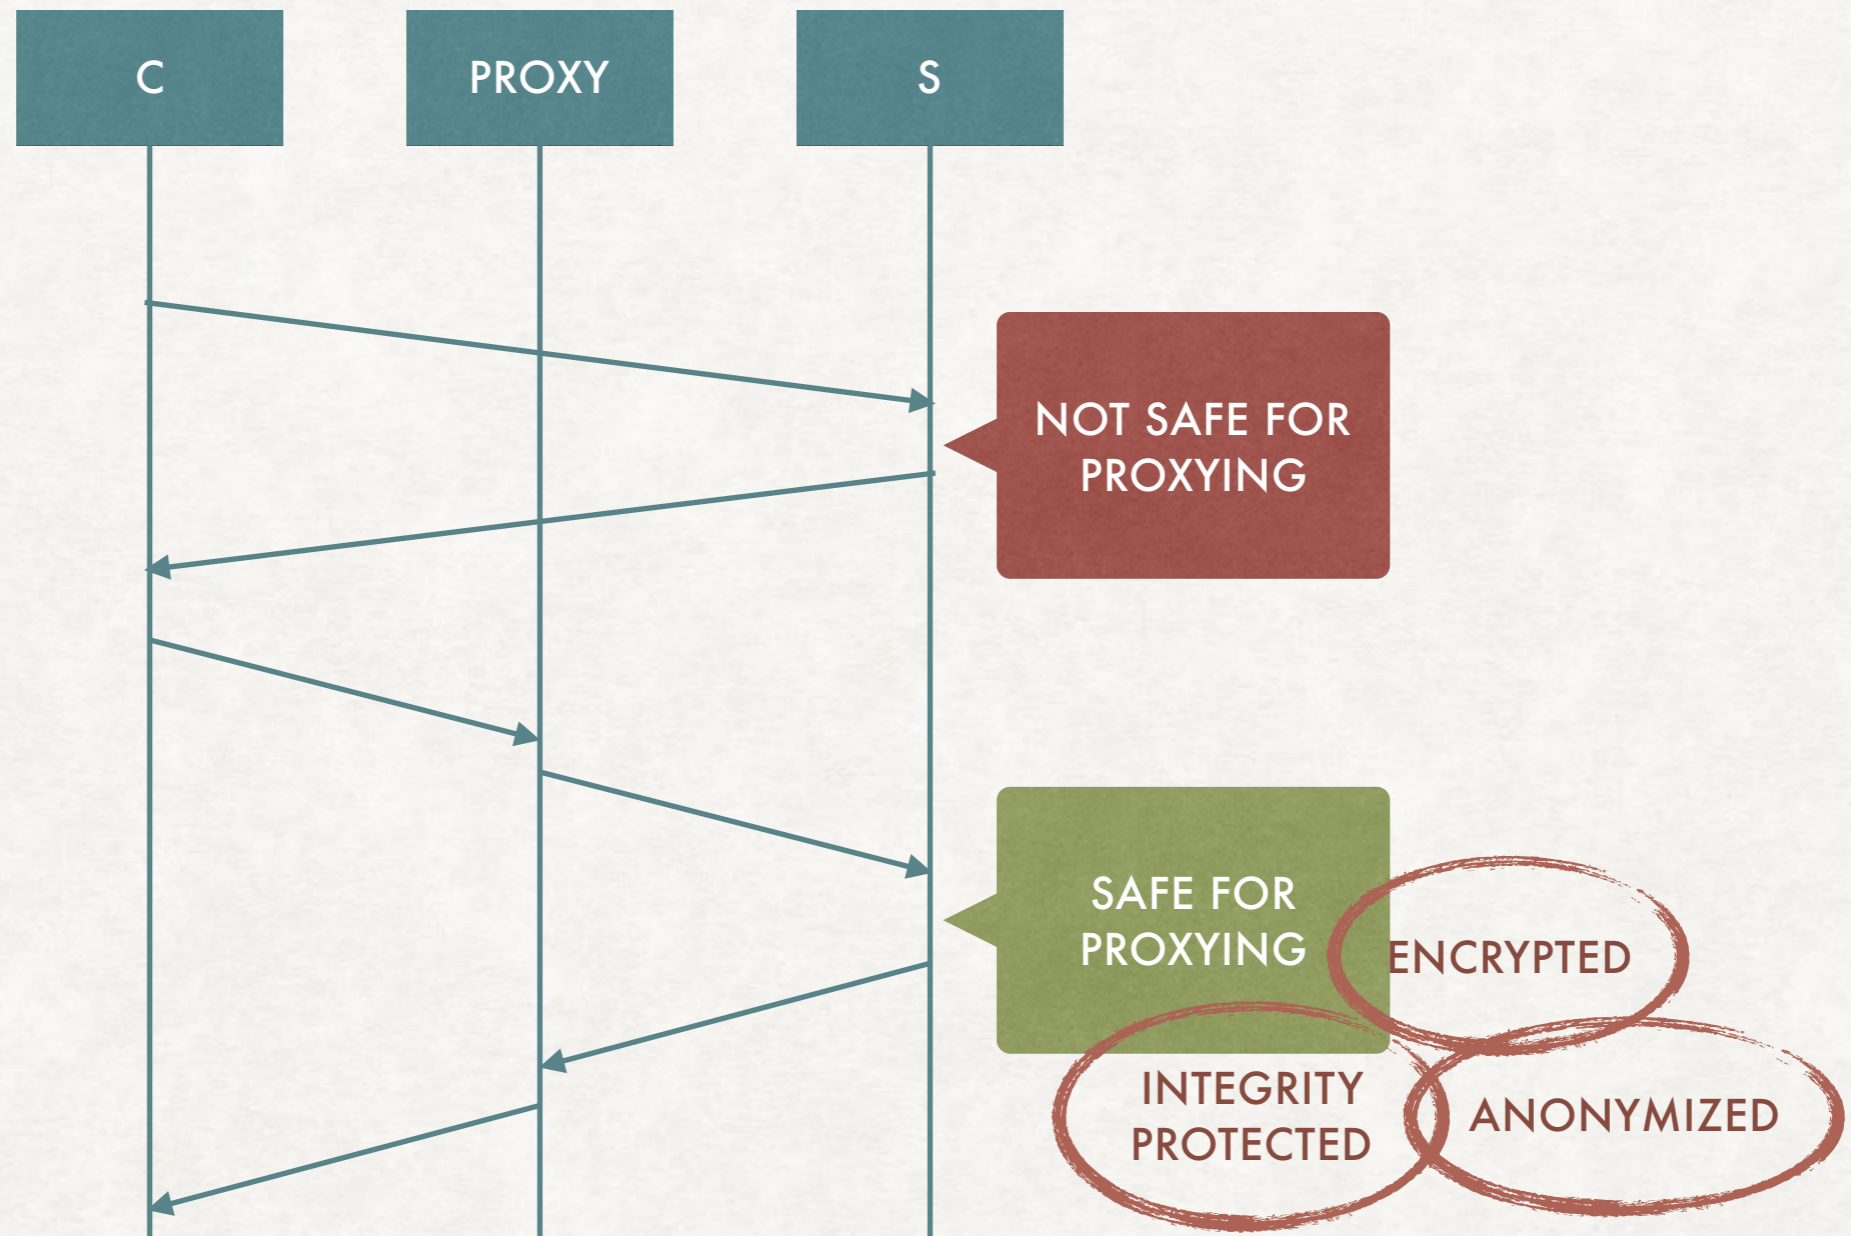 C
PROXY
S
NOT SAFE FOR
PROXYING
SAFE FOR
PROXYING
ENCRYPTED
INTEGRITY
PROTECTED
ANONYMIZED